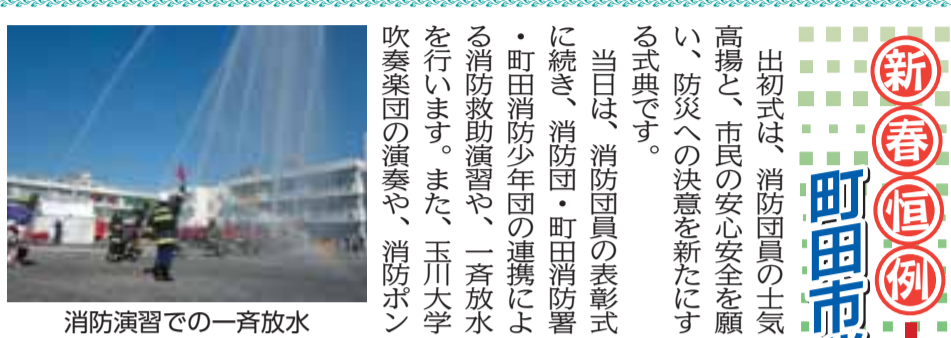 新春恒例
町田市
出初式は、消防団員の士気
高揚と、市民の安心安全を願
い、防災への決意を新たにす
る式典です。
当日は、消防団員の表彰式
に続き、消防団・町田消防署
・町田消防少年団の連携によ
る消防救助演習や、一斉放水
を行います。また、玉川大学
吹奏楽団の演奏や、消防ポン
消防演習での一斉放水